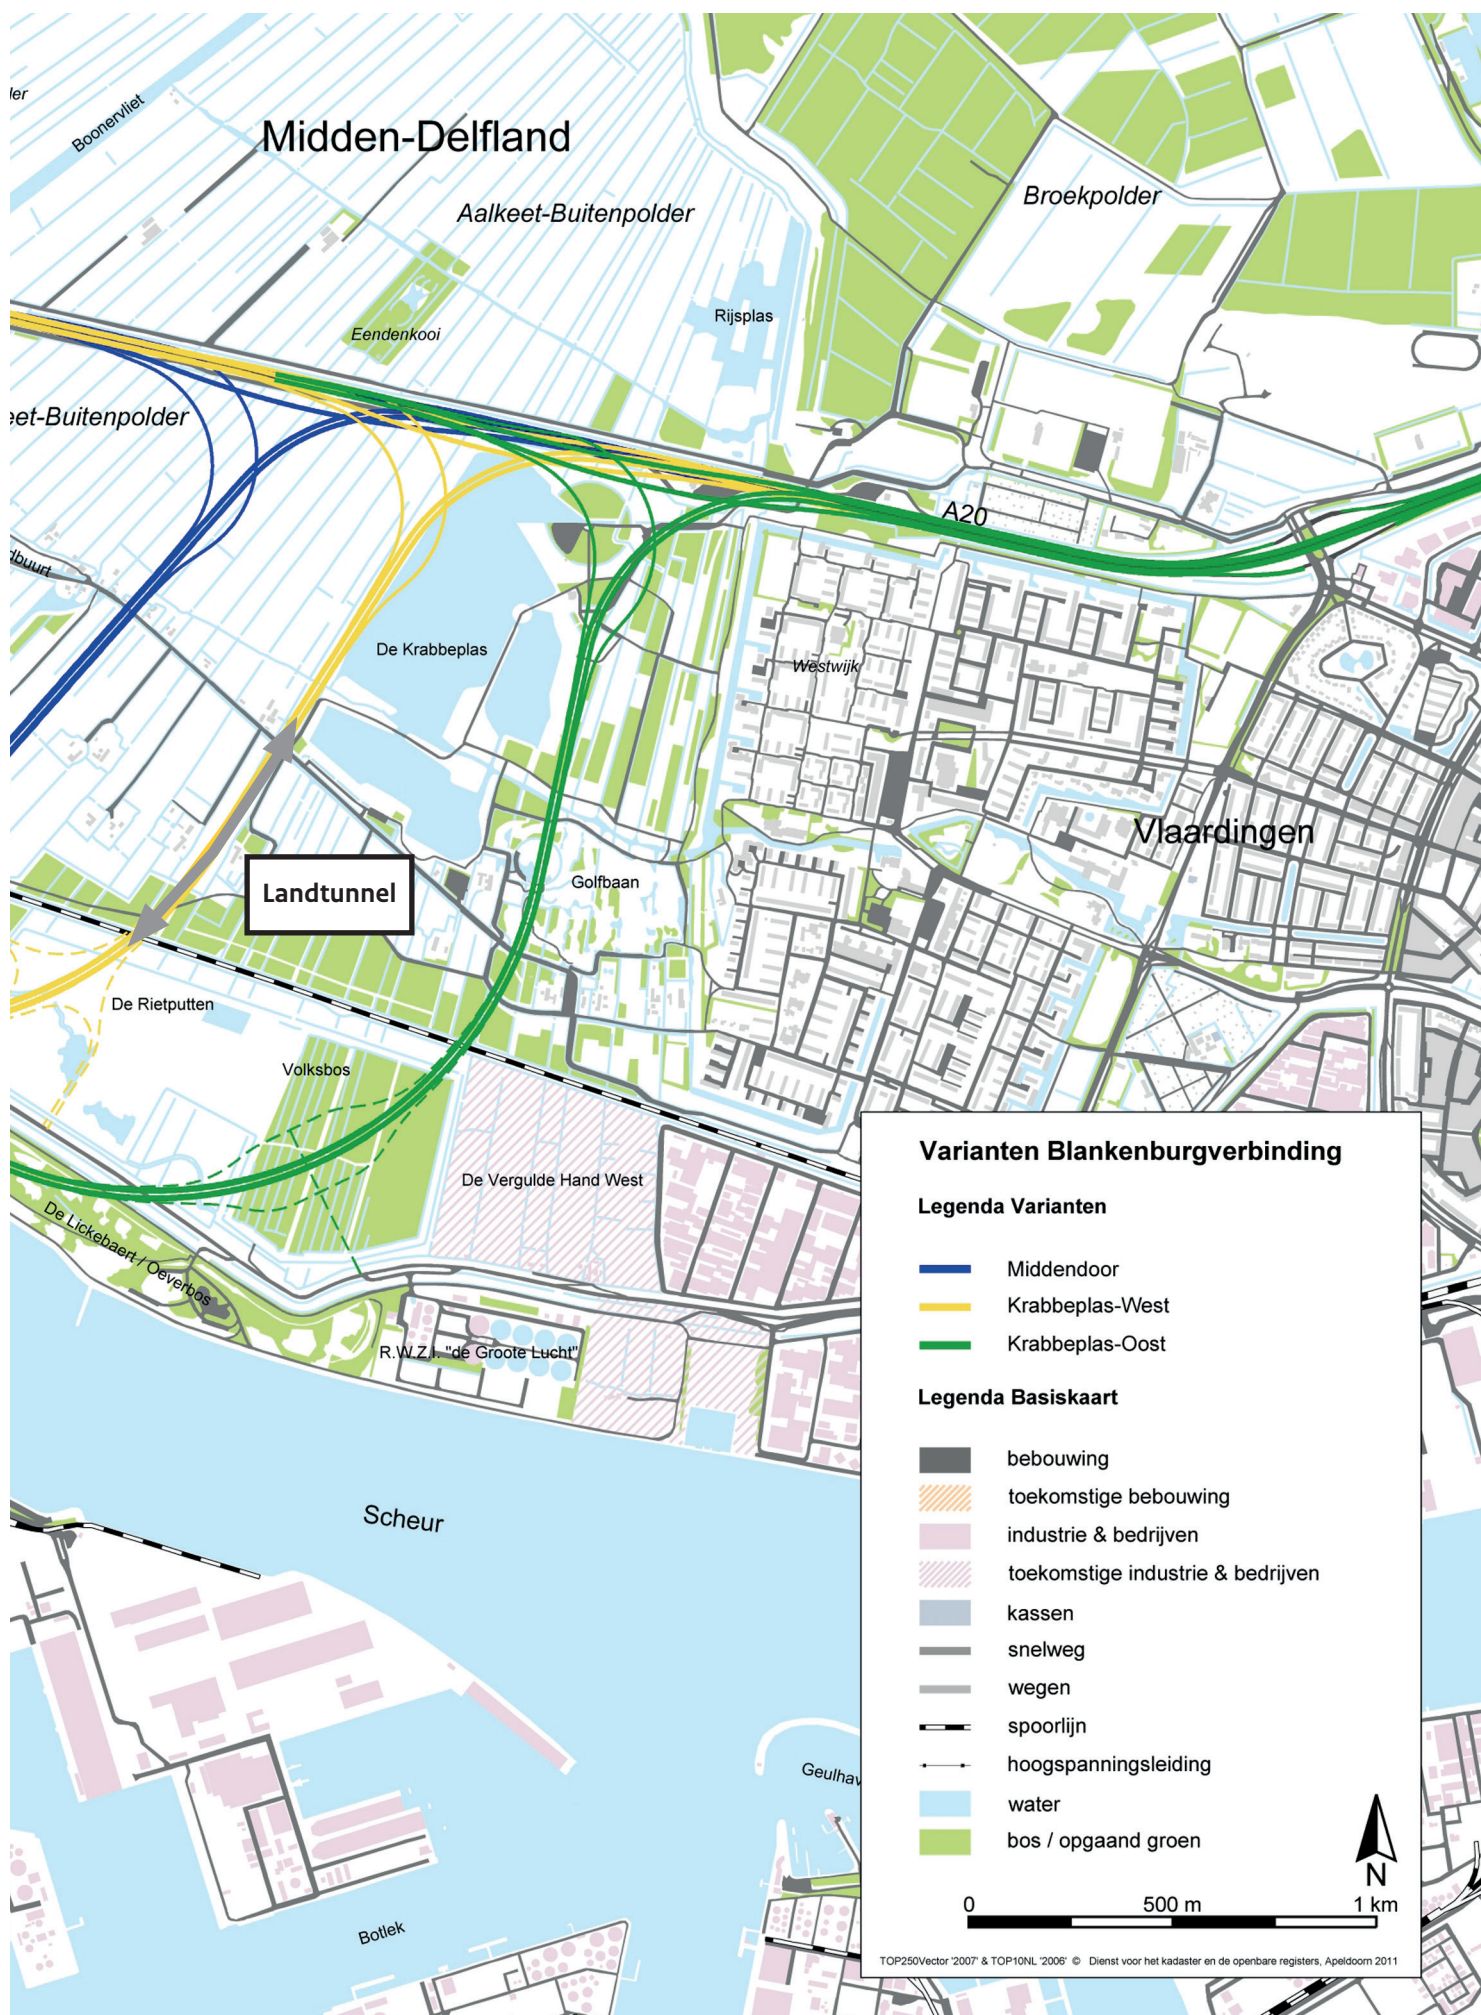 ler
Boonervliet
Midden-Delfland
Aalkeet-Buitenpolder
Broekpolder
Rijsplas
Eendenkooi
eet-Buitenpolder
A20
dbuurt
De Krabbeplas
Westwijk
Vlaardingen
Landtunnel
Golfbaan
De Rietputten
Volksbos
De Vergulde Hand West
De Lickebaert / Oeverbos
R.W.Z.I. "de Groote Lucht"
Scheur
Geulhav
Botlek
Varianten Blankenburgverbinding
Legenda Varianten
Middendoor
Krabbeplas-West
Krabbeplas-Oost
Legenda Basiskaart
bebouwing
toekomstige bebouwing
industrie & bedrijven
toekomstige industrie & bedrijven
kassen
snelweg
wegen
spoorlijn
hoogspanningsleiding
water
bos / opgaand groen
N
0 500 m 1 km
TOP250Vector '2007' & TOP10NL '2006' © Dienst voor het kadaster en de openbare registers, Apeldoorn 2011